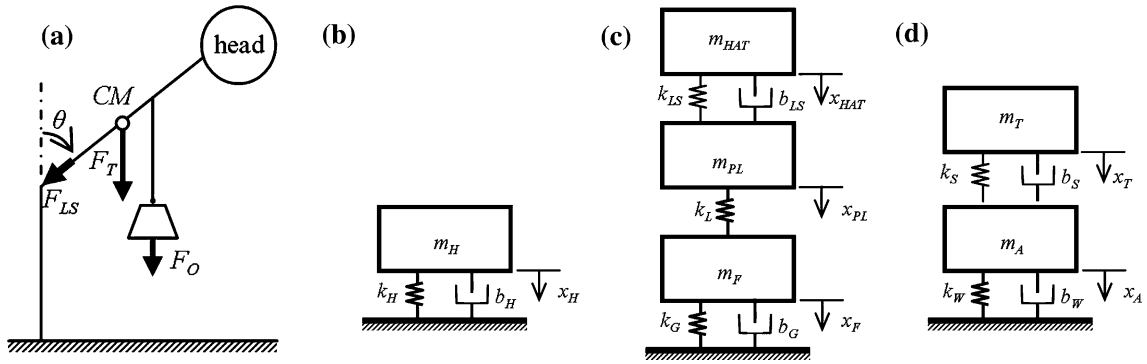 (a)
head
CM
θ
F_T
F_LS
F_O
(b)
m_H
k_H
b_H
x_H
(c)
m_HAT
k_LS
b_LS
x_HAT
m_PL
k_L
x_PL
m_F
k_G
b_G
x_F
(d)
m_T
k_S
b_S
x_T
m_A
k_W
b_W
x_A